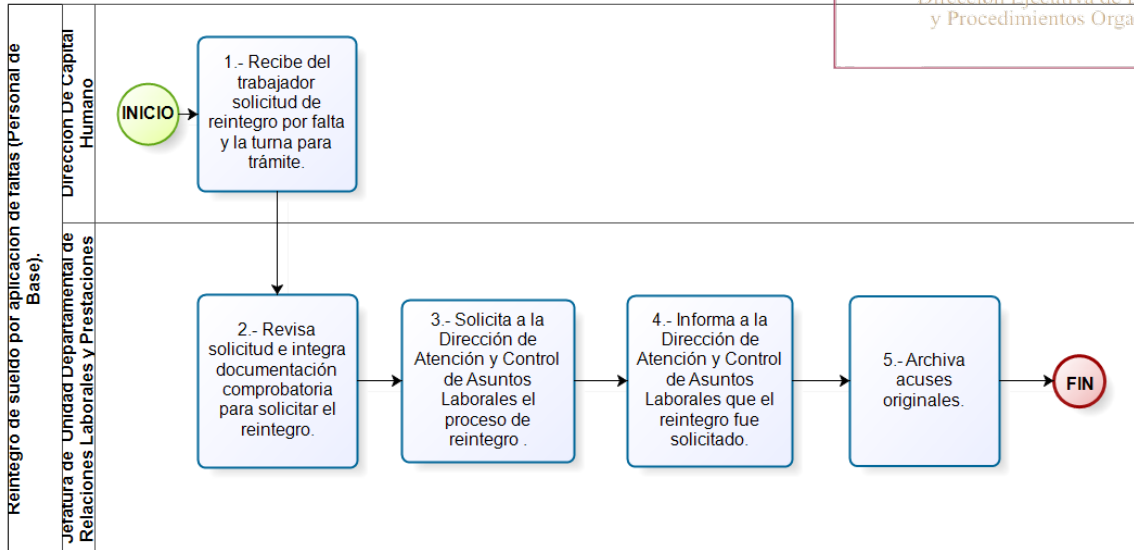 Dirección Ejecutiva de
y Procedimientos Orga
Reintegro de sueldo por aplicación de faltas (Personal de
Base).
Dirección De Capital
Humano
INICIO
1.- Recibe del
trabajador
solicitud de
reintegro por falta
y la turna para
trámite.
Jefatura de Unidad Departamental de
Relaciones Laborales y Prestaciones
2.- Revisa
solicitud e integra
documentación
comprobatoria
para solicitar el
reintegro.
3.- Solicita a la
Dirección de
Atención y Control
de Asuntos
Laborales el
proceso de
reintegro .
4.- Informa a la
Dirección de
Atención y Control
de Asuntos
Laborales que el
reintegro fue
solicitado.
5.- Archiva
acuses
originales.
FIN